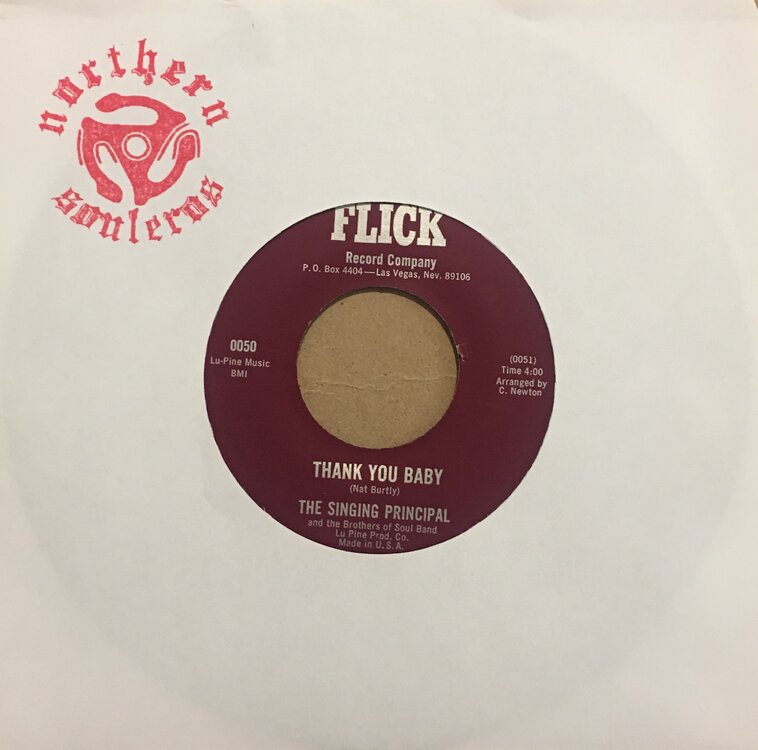 northern
souleros
FLICK
Record Company
P. O. Box 4404—Las Vegas, Nev. 89106
0050
Lu-Pine Music
BMI
(0051)
Time 4:00
Arranged by
C. Newton
THANK YOU BABY
(Nat Burtly)
THE SINGING PRINCIPAL
and the Brothers of Soul Band
Lu Pine Prod. Co.
Made in U. S. A.